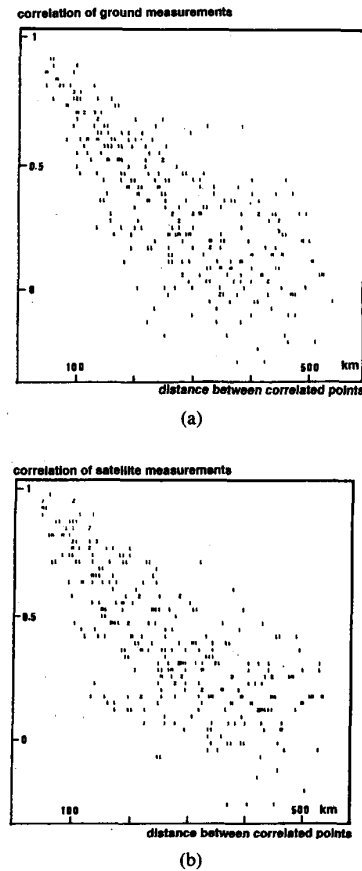 correlation of ground measurements
1
0.5
0
100
500 km
distance between correlated points
(a)
correlation of satellite measurements
1
0.5
0
100
500 km
distance between correlated points
(b)